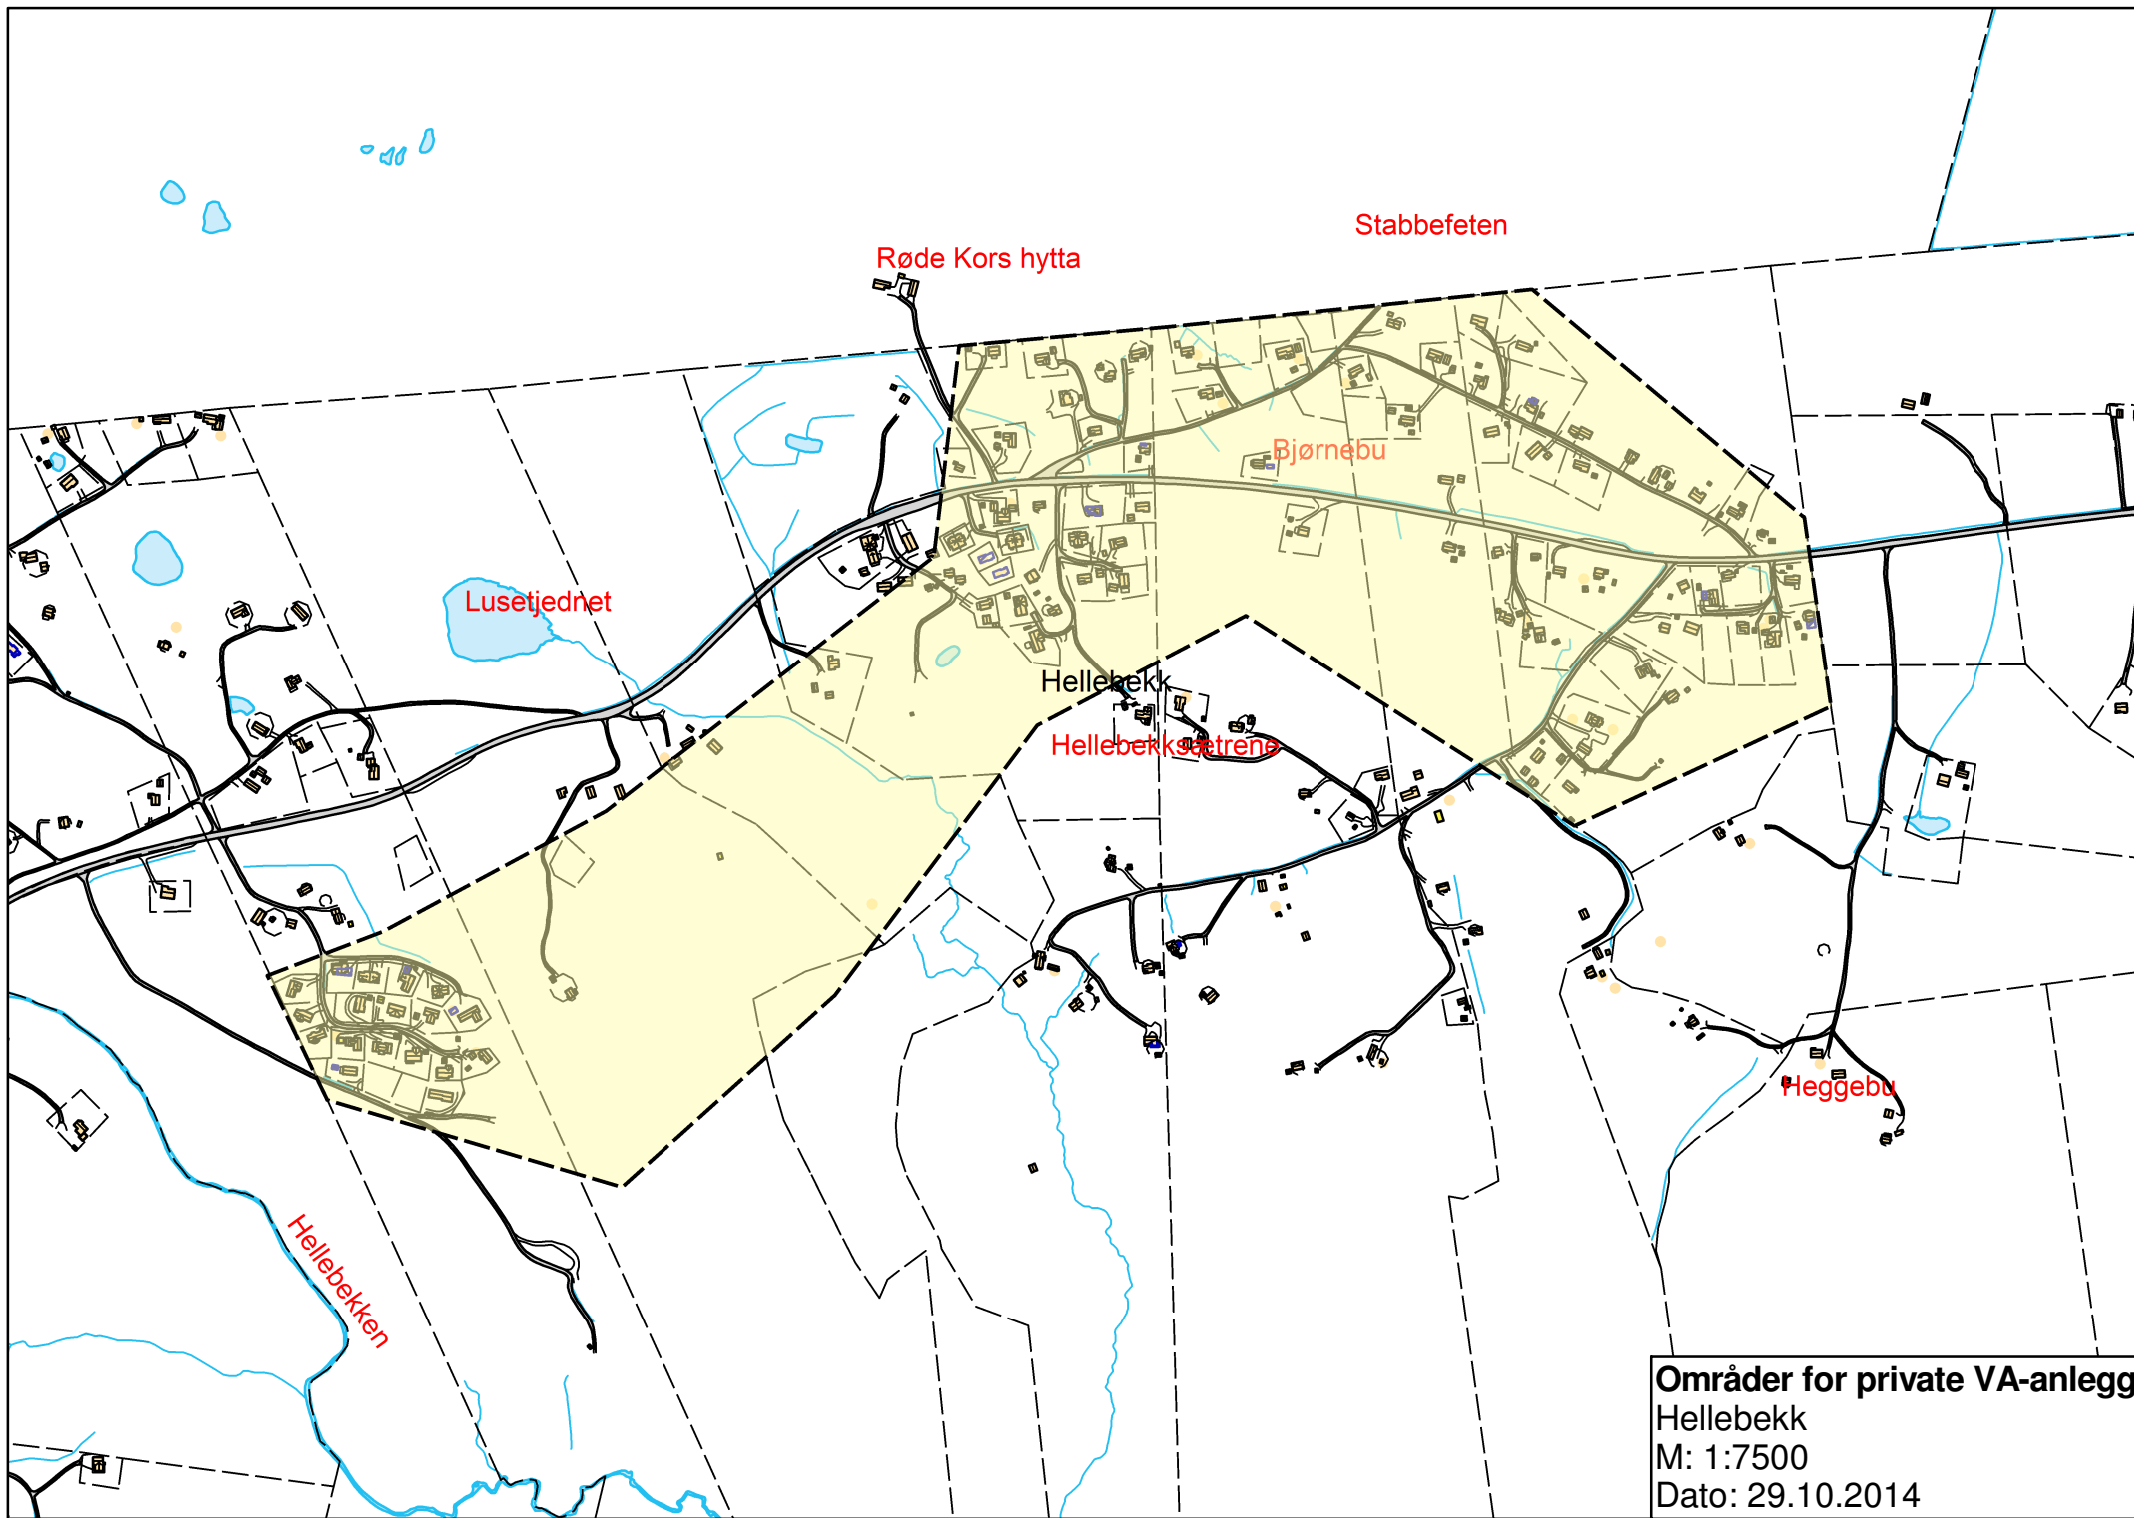 Stabbefeten
Røde Kors hytta
Bjørnebu
Lusetjednet
Hellebekk
Hellebekksætrene
Heggebu
Hellebekken
Områder for private VA-anlegg
Hellebekk
M: 1:7500
Dato: 29.10.2014